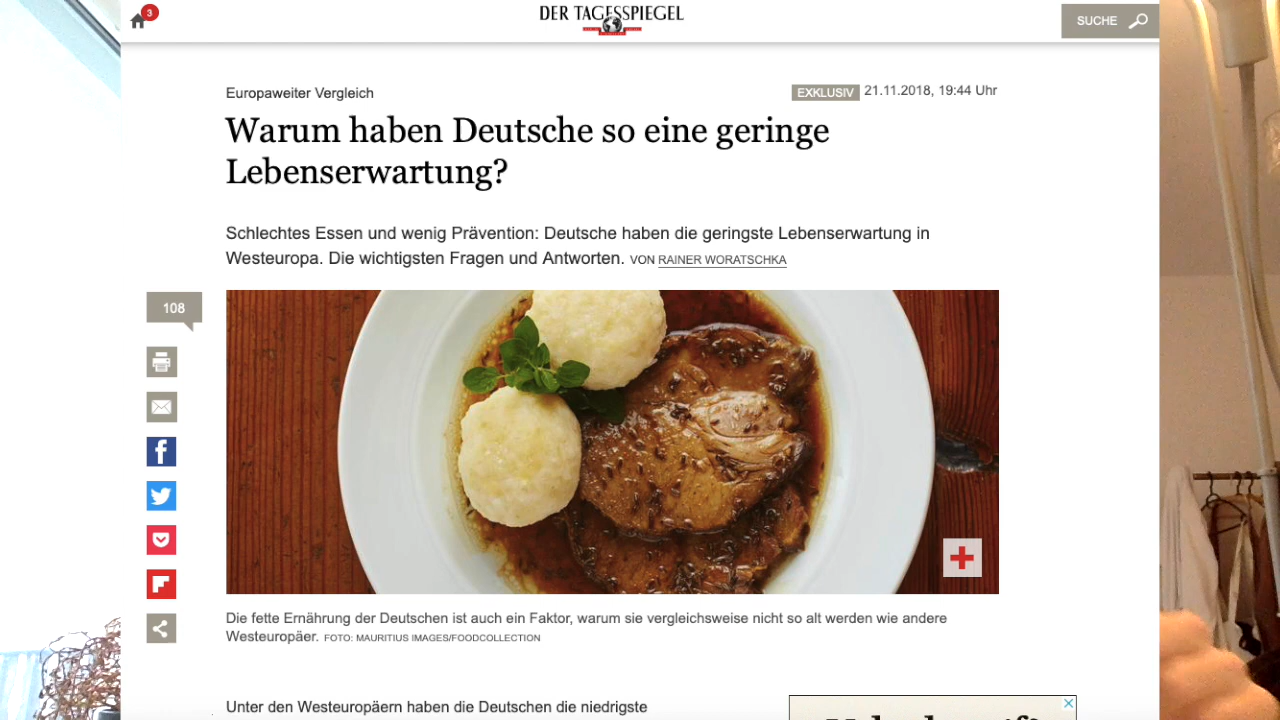 3
DER TAGESSPIEGEL
SUCHE
Europaweiter Vergleich
EXKLUSIV 21.11.2018, 19:44 Uhr
Warum haben Deutsche so eine geringe
Lebenserwartung?
Schlechtes Essen und wenig Prävention: Deutsche haben die geringste Lebenserwartung in
Westeuropa. Die wichtigsten Fragen und Antworten. VON RAINER WORATSCHKA
108
Die fette Ernährung der Deutschen ist auch ein Faktor, warum sie vergleichsweise nicht so alt werden wie andere
Westeuropäer. FOTO: MAURITIUS IMAGES/FOODCOLLECTION
Unter den Westeuropäern haben die Deutschen die niedrigste